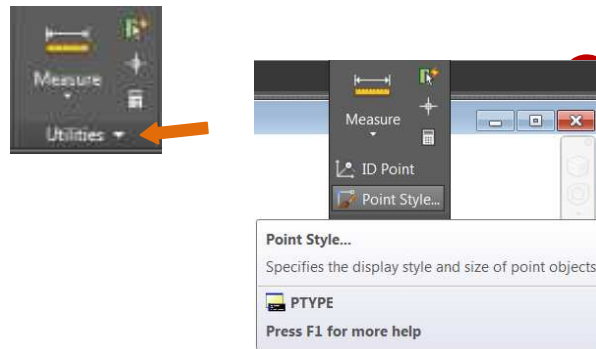 Measure
Utilities
Measure
ID Point
Point Style...
Point Style...
Specifies the display style and size of point objects
PTYPE
Press F1 for more help